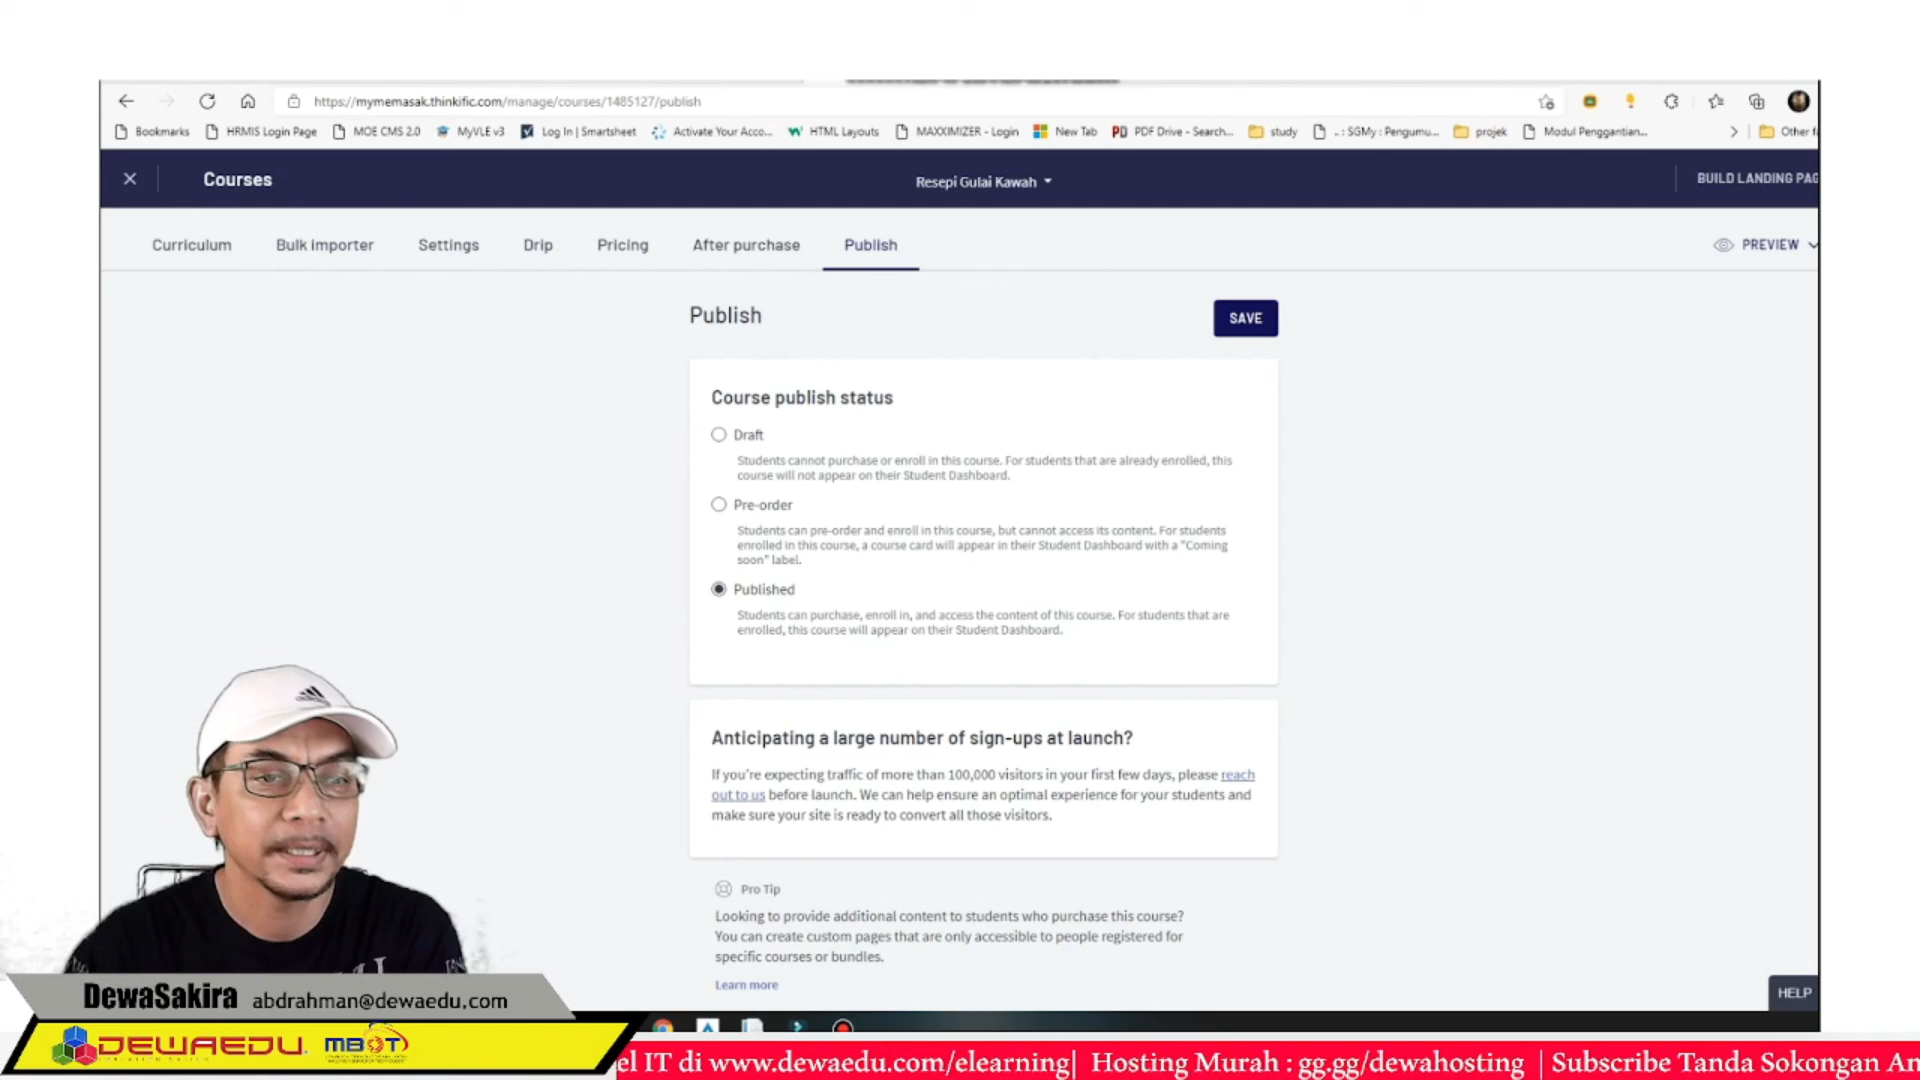 https://mymemasak.thinkific.com/manage/courses/1485127/publish
Bookmarks HRMIS Login Page MOE CMS 2.0 MyVLE v3 Log In | Smartsheet Activate Your Acco... HTML Layouts MAXXIMIZER - Login New Tab PDF Drive - Search... study .. : SGMy : Pengumu... projek Modul Penggantian... Other f
Courses
Resepi Gulai Kawah
BUILD LANDING PAG
Curriculum Bulk importer Settings Drip Pricing After purchase Publish
PREVIEW
Publish
SAVE
Course publish status
Draft
Students cannot purchase or enroll in this course. For students that are already enrolled, this
course will not appear on their Student Dashboard.
Pre-order
Students can pre-order and enroll in this course, but cannot access its content. For students
enrolled in this course, a course card will appear in their Student Dashboard with a "Coming
soon" label.
Published
Students can purchase, enroll in, and access the content of this course. For students that are
enrolled, this course will appear on their Student Dashboard.
Anticipating a large number of sign-ups at launch?
If you're expecting traffic of more than 100,000 visitors in your first few days, please reach
out to us before launch. We can help ensure an optimal experience for your students and
make sure your site is ready to convert all those visitors.
Pro Tip
Looking to provide additional content to students who purchase this course?
You can create custom pages that are only accessible to people registered for
specific courses or bundles.
Learn more
HELP
DewaSakira abdrahman@dewaedu.com
DEWAEDU MBOT
el IT di www.dewaedu.com/elearning| Hosting Murah : gg.gg/dewahosting | Subscribe Tanda Sokongan An